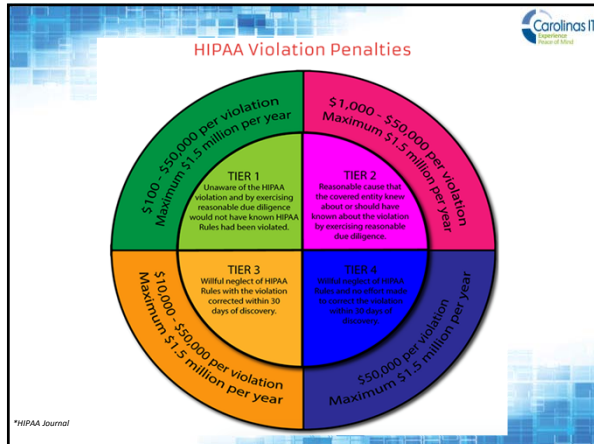 Carolinas IT
Experience
Peace of Mind
HIPAA Violation Penalties
$100 - $50,000 per violation
Maximum $1.5 million per year
$1,000 - $50,000 per violation
Maximum $1.5 million per year
TIER 1
Unaware of the HIPAA
violation and by exercising
reasonable due diligence
would not have known HIPAA
Rules had been violated.
TIER 2
Reasonable cause that
the covered entity knew
about or should have
known about the violation
by exercising reasonable
due diligence.
TIER 3
Willful neglect of HIPAA
Rules with the violation
corrected within 30
days of discovery.
TIER 4
Willful neglect of HIPAA
Rules and no effort made
to correct the violation
within 30 days of
discovery.
$10,000 - $50,000 per violation
Maximum $1.5 million per year
$50,000 per violation
Maximum $1.5 million per year
*HIPAA Journal